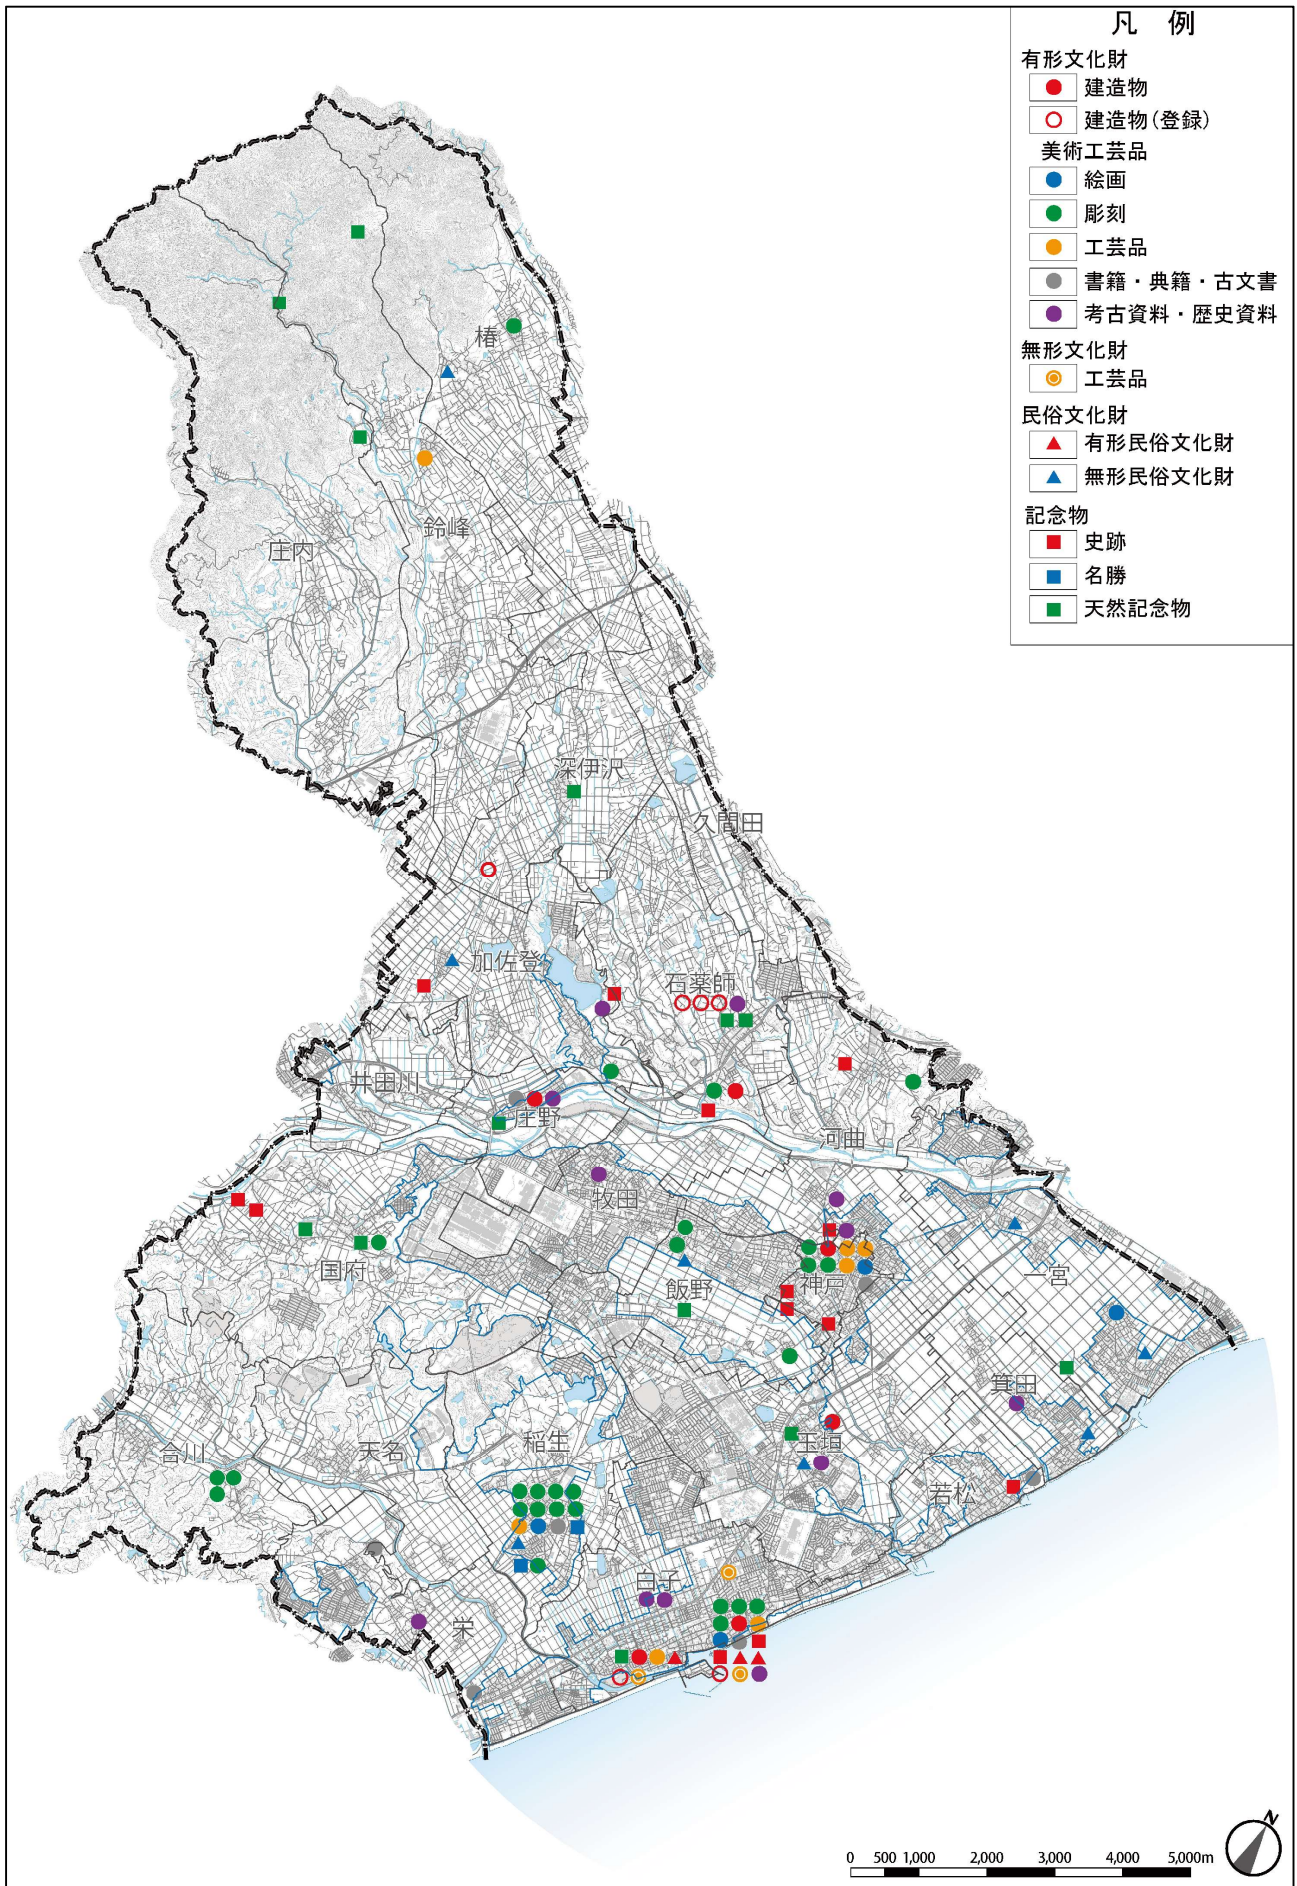 凡 例
有形文化財
建造物
建造物(登録)
美術工芸品
絵画
彫刻
工芸品
書籍・典籍・古文書
考古資料・歴史資料
無形文化財
工芸品
民俗文化財
有形民俗文化財
無形民俗文化財
記念物
史跡
名勝
天然記念物
椿
鈴峰
庄内
深伊沢
久間田
加佐登
石薬師
井田川
庄野
河曲
牧田
国府
飯野
神戸
一宮
箕田
合川
天名
稲生
玉垣
若松
白子
栄
N
0 500 1,000 2,000 3,000 4,000 5,000m